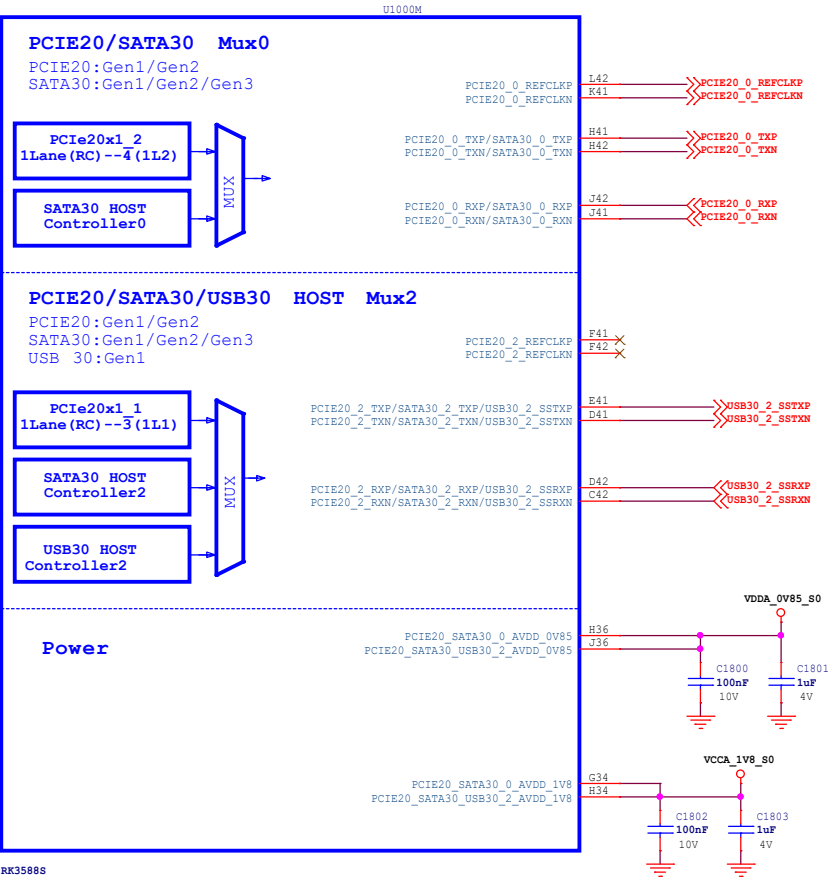 U1000M
PCIE20/SATA30 Mux0
PCIE20:Gen1/Gen2
SATA30:Gen1/Gen2/Gen3
PCIE20_0_REFCLKP L42 PCIE20_0_REFCLKP
PCIE20_0_REFCLKN K41 PCIE20_0_REFCLKN
PCIe20x1_2
1Lane(RC)--4(1L2)
SATA30 HOST
Controller0
MUX
PCIE20_0_TXP/SATA30_0_TXP H41 PCIE20_0_TXP
PCIE20_0_TXN/SATA30_0_TXN H42 PCIE20_0_TXN
PCIE20_0_RXP/SATA30_0_RXP J42 PCIE20_0_RXP
PCIE20_0_RXN/SATA30_0_RXN J41 PCIE20_0_RXN
PCIE20/SATA30/USB30 HOST Mux2
PCIE20:Gen1/Gen2
SATA30:Gen1/Gen2/Gen3
USB 30:Gen1
PCIE20_2_REFCLKP F41
PCIE20_2_REFCLKN F42
PCIe20x1_1
1Lane(RC)--3(1L1)
SATA30 HOST
Controller2
USB30 HOST
Controller2
MUX
PCIE20_2_TXP/SATA30_2_TXP/USB30_2_SSTXP E41 USB30_2_SSTXP
PCIE20_2_TXN/SATA30_2_TXN/USB30_2_SSTXN D41 USB30_2_SSTXN
PCIE20_2_RXP/SATA30_2_RXP/USB30_2_SSRXP D42 USB30_2_SSRXP
PCIE20_2_RXN/SATA30_2_RXN/USB30_2_SSRXN C42 USB30_2_SSRXN
Power
VDDA_0V85_S0
PCIE20_SATA30_0_AVDD_0V85 H36
PCIE20_SATA30_USB30_2_AVDD_0V85 J36
C1800
100nF
10V
C1801
1uF
4V
VCCA_1V8_S0
PCIE20_SATA30_0_AVDD_1V8 G34
PCIE20_SATA30_USB30_2_AVDD_1V8 H34
C1802
100nF
10V
C1803
1uF
4V
RK3588S